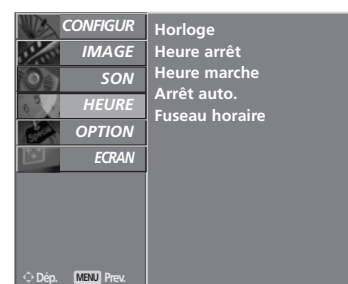 CONFIGUR
IMAGE
SON
HEURE
OPTION
ECRAN
Horloge
Heure arrêt
Heure marche
Arrêt auto.
Fuseau horaire
Dép. MENU Prev.